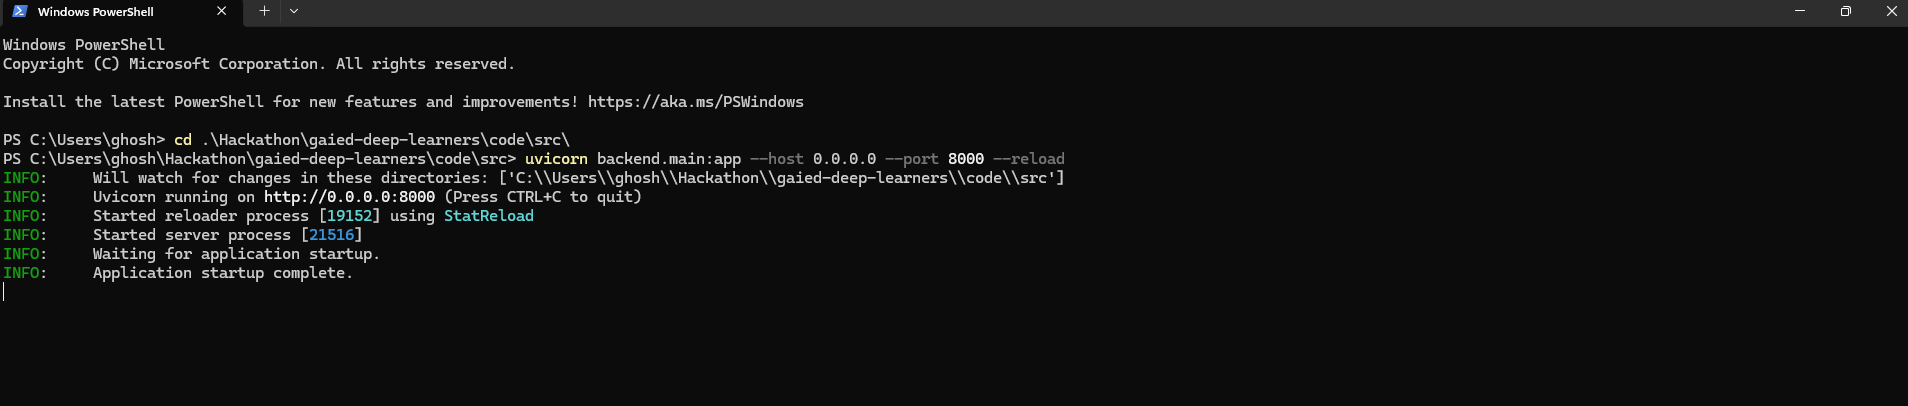 Windows PowerShell
Windows PowerShell
Copyright (C) Microsoft Corporation. All rights reserved.
Install the latest PowerShell for new features and improvements! https://aka.ms/PSWindows
PS C:\Users\ghosh> cd .\Hackathon\gaied-deep-learners\code\src\
PS C:\Users\ghosh\Hackathon\gaied-deep-learners\code\src> uvicorn backend.main:app --host 0.0.0.0 --port 8000 --reload
INFO:     Will watch for changes in these directories: ['C:\\Users\\ghosh\\Hackathon\\gaied-deep-learners\\code\\src']
INFO:     Uvicorn running on http://0.0.0.0:8000 (Press CTRL+C to quit)
INFO:     Started reloader process [19152] using StatReload
INFO:     Started server process [21516]
INFO:     Waiting for application startup.
INFO:     Application startup complete.